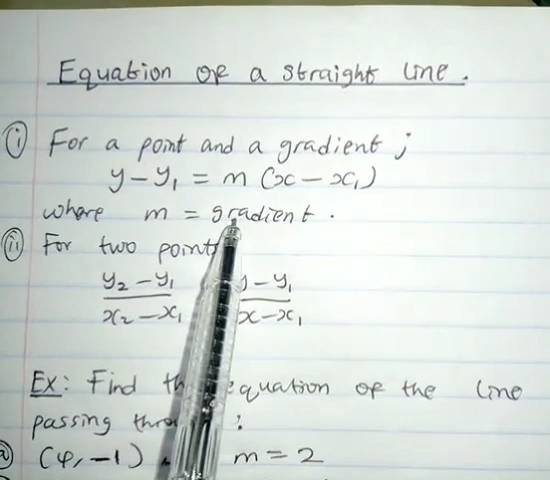 Equation of a straight line.
(i) For a point and a gradient;
y - y₁ = m (x - x₁)
where m = gradient.
(ii) For two points
y₂ - y₁ / x₂ - x₁   y - y₁ / x - x₁
Ex: Find equation of the line
passing :
(a) (4, -1) m = 2